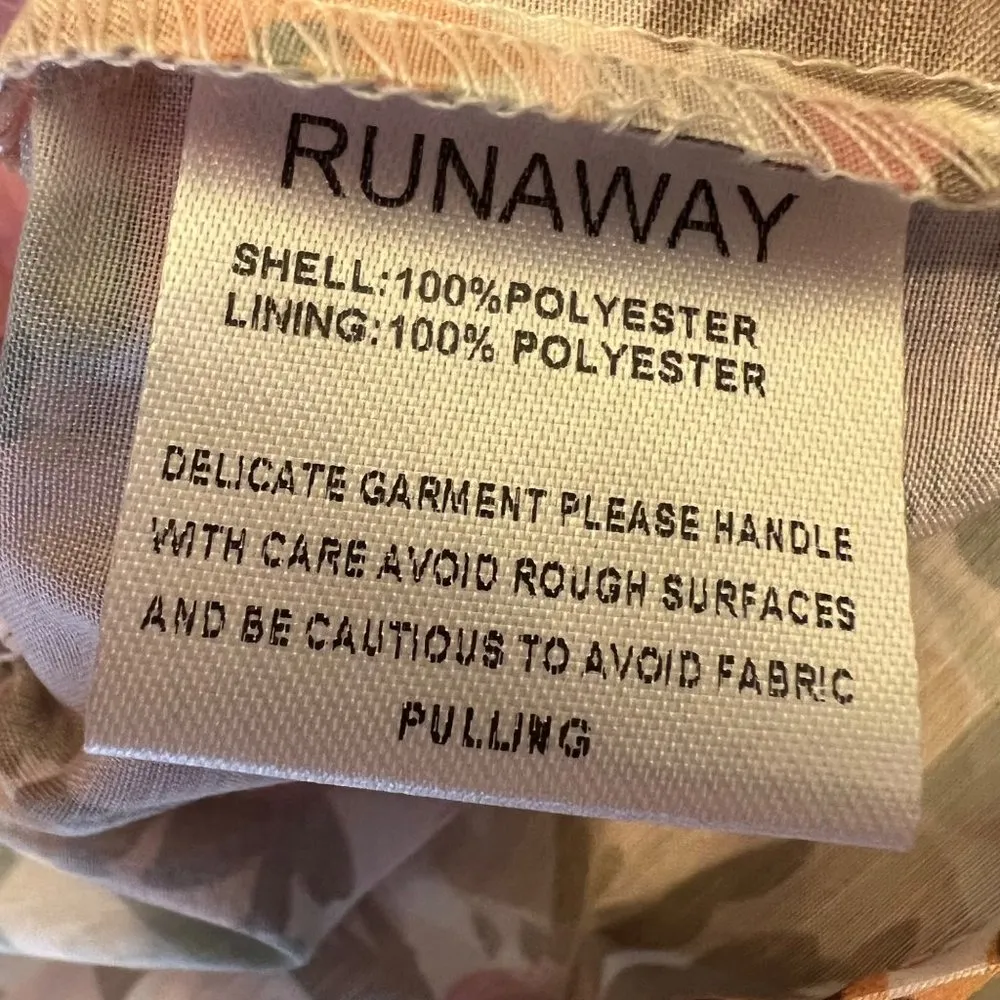 RUNAWAY
SHELL:100%POLYESTER
LINING:100% POLYESTER
DELICATE GARMENT PLEASE HANDLE
WITH CARE AVOID ROUGH SURFACES
AND BE CAUTIOUS TO AVOID FABRIC
PULLING